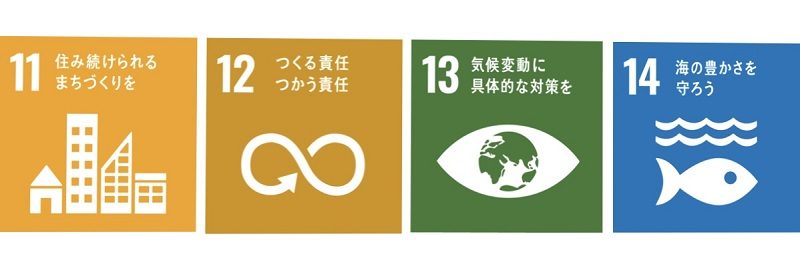 11 住み続けられる
まちづくりを
12 つくる責任
つかう責任
13 気候変動に
具体的な対策を
14 海の豊かさを
守ろう